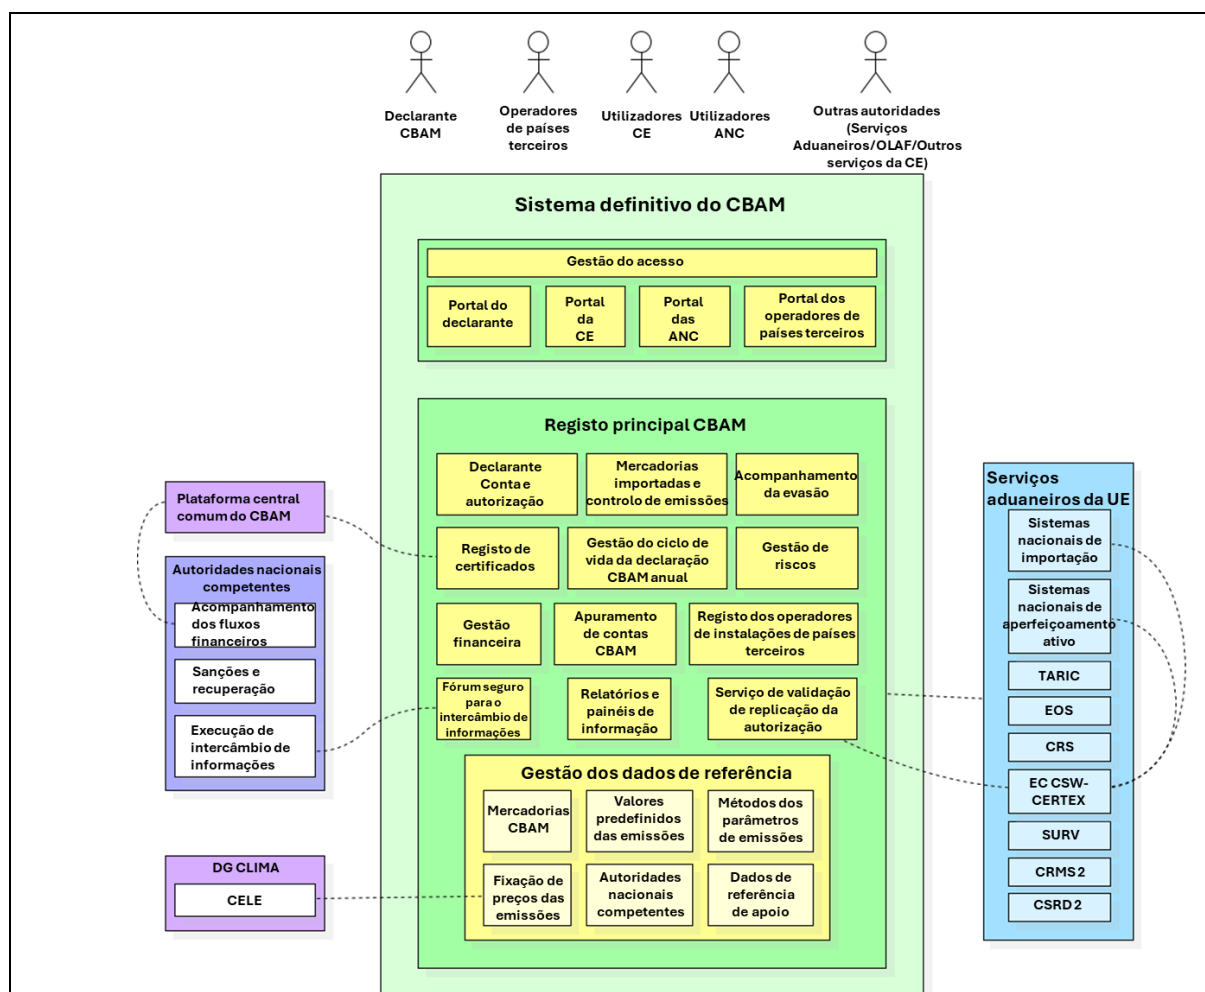 Declarante
CBAM
Operadores
de países
terceiros
Utilizadores
CE
Utilizadores
ANC
Outras autoridades
(Serviços
Aduaneiros/OLAF/Outros
serviços da CE)
Sistema definitivo do CBAM
Gestão do acesso
Portal do
declarante
Portal
da
CE
Portal
das
ANC
Portal dos
operadores de
países terceiros
Registo principal CBAM
Declarante
Conta e
autorização
Mercadorias
importadas e
controlo de emissões
Acompanhamento
da evasão
Registo de
certificados
Gestão do ciclo de
vida da declaração
CBAM anual
Gestão de
riscos
Gestão
financeira
Apuramento
de contas
CBAM
Registo dos operadores
de instalações de países
terceiros
Fórum seguro
para o
intercâmbio de
informações
Relatórios e
painéis de
informação
Serviço de validação
de replicação da
autorização
Gestão dos dados de referência
Mercadorias
CBAM
Valores
predefinidos
das emissões
Métodos dos
parâmetros
de emissões
Fixação de
preços das
emissões
Autoridades
nacionais
competentes
Dados de
referência
de apoio
Plataforma central
comum do CBAM
Autoridades nacionais
competentes
Acompanhamento
dos fluxos
financeiros
Sanções e
recuperação
Execução de
intercâmbio de
informações
DG CLIMA
CELE
Serviços
aduaneiros da UE
Sistemas
nacionais de
importação
Sistemas
nacionais de
aperfeiçoamento
ativo
TARIC
EOS
CRS
EC CSW-
CERTEX
SURV
CRMS 2
CSRD 2